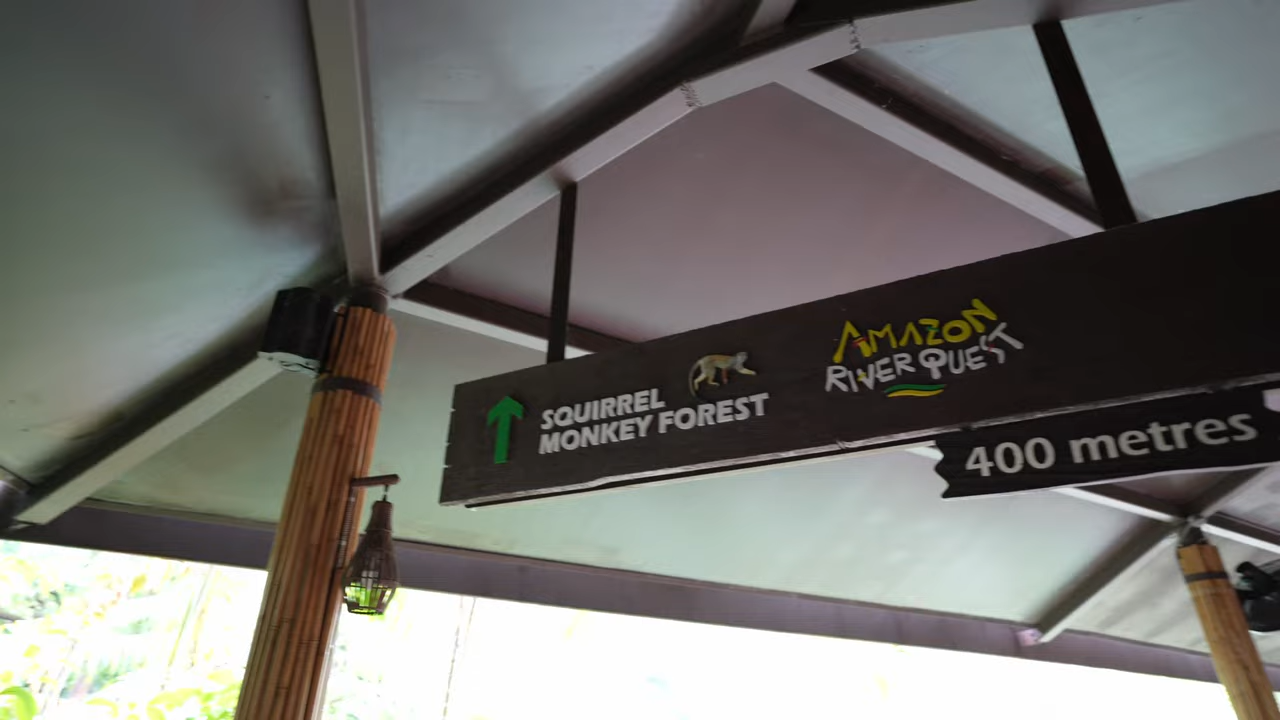 SQUIRREL
MONKEY FOREST
AMAZON
RIVER QUEST
400 metres